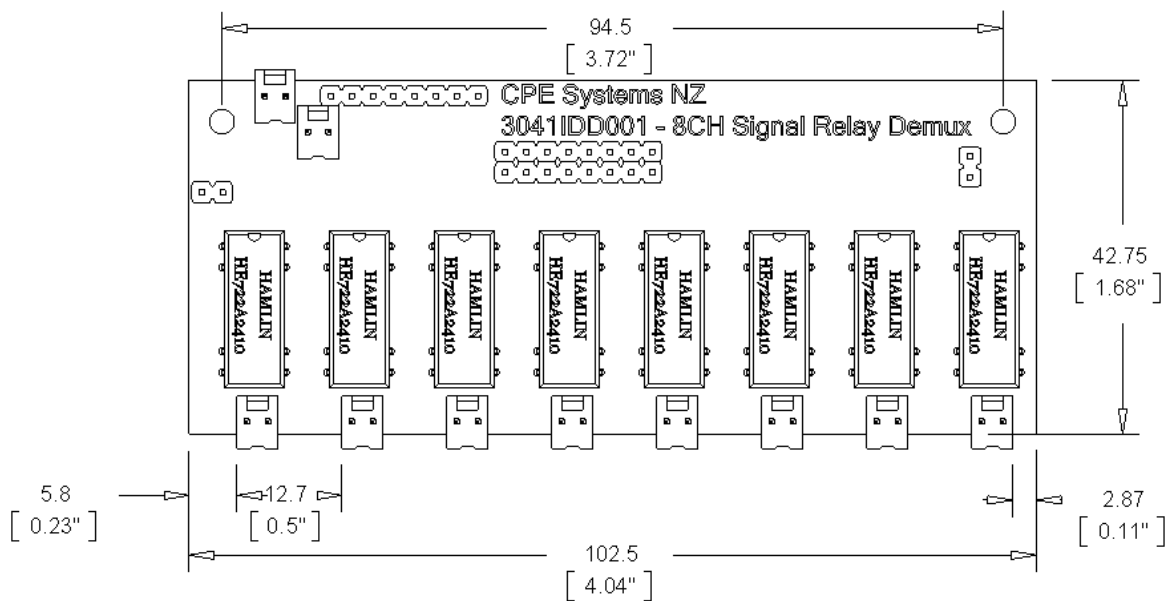 94.5
[ 3.72" ]
CPE Systems NZ
3041IDD001 - 8CH Signal Relay Demux
HAMLIN
HE722A2410
HAMLIN
HE722A2410
HAMLIN
HE722A2410
HAMLIN
HE722A2410
HAMLIN
HE722A2410
HAMLIN
HE722A2410
HAMLIN
HE722A2410
HAMLIN
HE722A2410
42.75
[ 1.68" ]
5.8
[ 0.23" ]
12.7
[ 0.5" ]
2.87
[ 0.11" ]
102.5
[ 4.04" ]